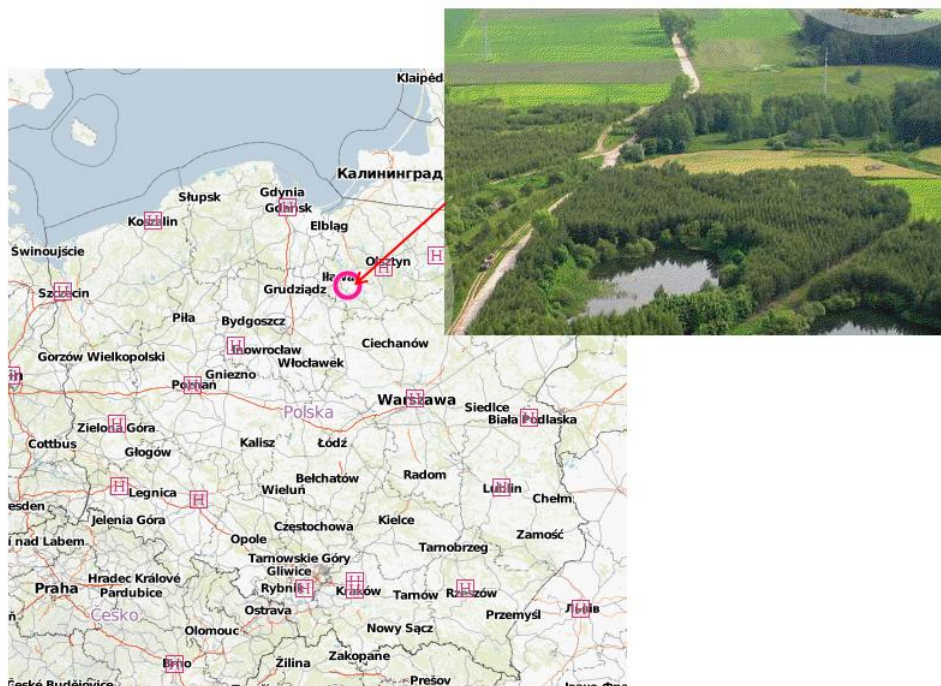 Klaipėd
Калининград
Gdynia
Słupsk
Gdańsk
Koszalin
Elbląg
Świnoujście
Olsztyn
Iława
Grudziądz
Szczecin
Piła
Bydgoszcz
Ciechanów
Inowrocław
Gorzów Wielkopolski
Włocławek
Gniezno
Poznań
Warszawa
Polska
Siedlce
Biała Podlaska
Zielona Góra
Cottbus
Kalisz
Łódź
Głogów
Bełchatów
Radom
Wieluń
Lublin
Legnica
Chełm
esden
Jelenia Góra
Częstochowa
Kielce
Zamość
Opole
í nad Labem
Tarnobrzeg
Tarnowskie Góry
Gliwice
Hradec Králové
Praha
Pardubice
Rybnik
Kraków
Tarnów
Rzeszów
Ostrava
Przemyśl
Львів
Česko
Olomouc
Nowy Sącz
Zakopane
Brno
Žilina
Prešov
České Budějovice